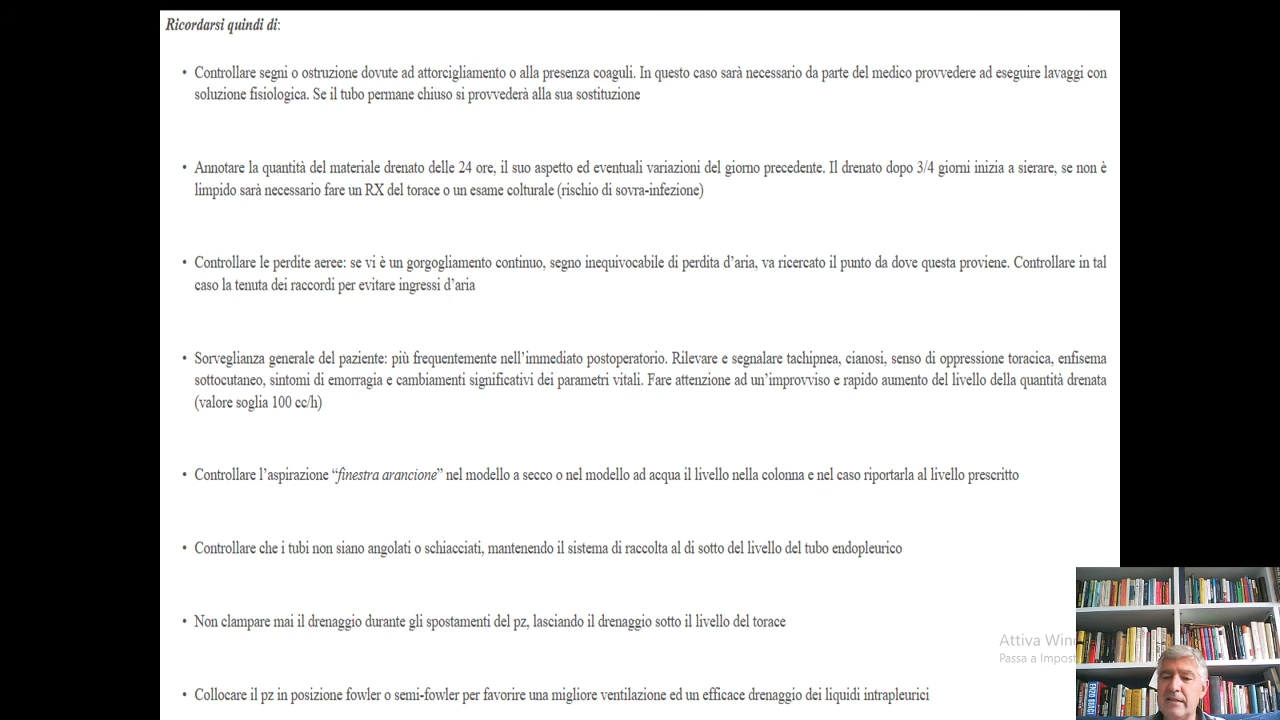 Ricordarsi quindi di:
• Controllare segni o ostruzione dovute ad attorcigliamento o alla presenza coaguli. In questo caso sarà necessario da parte del medico provvedere ad eseguire lavaggi con
soluzione fisiologica. Se il tubo permane chiuso si provvederà alla sua sostituzione
• Annotare la quantità del materiale drenato delle 24 ore, il suo aspetto ed eventuali variazioni del giorno precedente. Il drenato dopo 3/4 giorni inizia a sierare, se non è
limpido sarà necessario fare un RX del torace o un esame colturale (rischio di sovra-infezione)
• Controllare le perdite aeree: se vi è un gorgogliamento continuo, segno inequivocabile di perdita d’aria, va ricercato il punto da dove questa proviene. Controllare in tal
caso la tenuta dei raccordi per evitare ingressi d’aria
• Sorveglianza generale del paziente: più frequentemente nell’immediato postoperatorio. Rilevare e segnalare tachipnea, cianosi, senso di oppressione toracica, enfisema
sottocutaneo, sintomi di emorragia e cambiamenti significativi dei parametri vitali. Fare attenzione ad un’improvviso e rapido aumento del livello della quantità drenata
(valore soglia 100 cc/h)
• Controllare l’aspirazione “finestra arancione” nel modello a secco o nel modello ad acqua il livello nella colonna e nel caso riportarla al livello prescritto
• Controllare che i tubi non siano angolati o schiacciati, mantenendo il sistema di raccolta al di sotto del livello del tubo endopleurico
• Non clampare mai il drenaggio durante gli spostamenti del pz, lasciando il drenaggio sotto il livello del torace
Attiva Win
Passa a Impost
• Collocare il pz in posizione fowler o semi-fowler per favorire una migliore ventilazione ed un efficace drenaggio dei liquidi intrapleurici
ENZO BIAGI